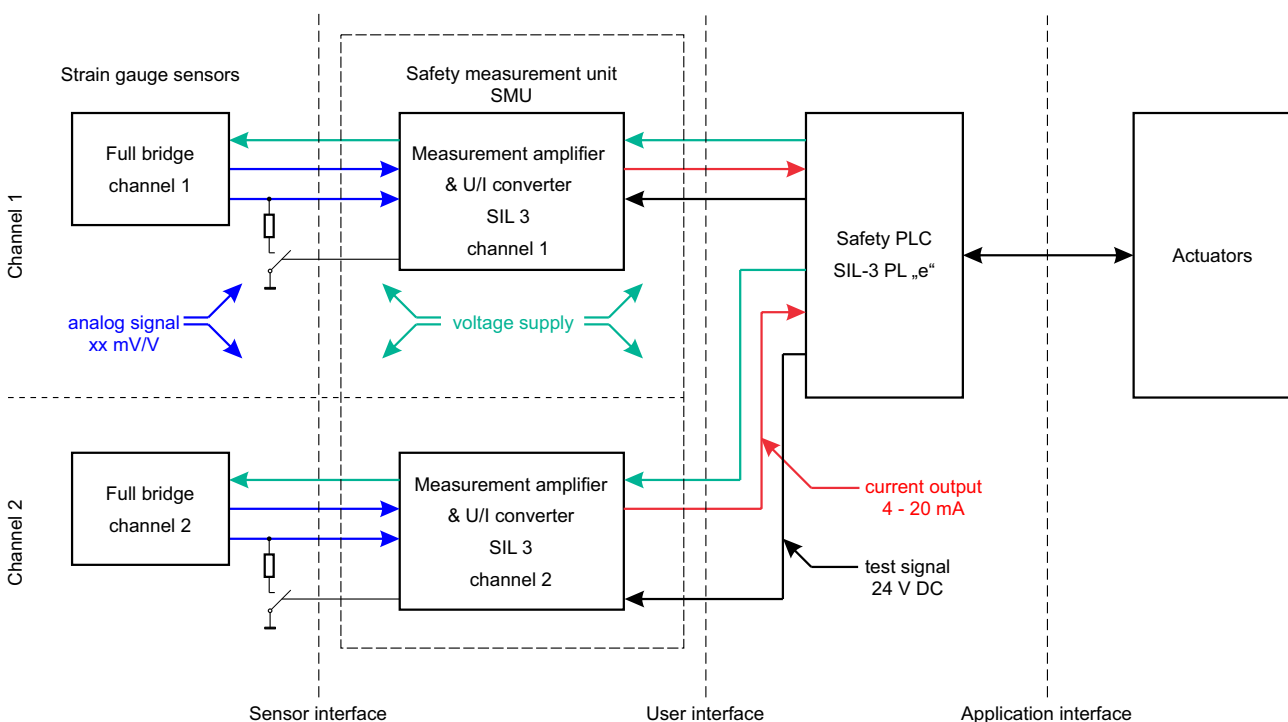 Strain gauge sensors
Safety measurement unit
SMU
Channel 1
Full bridge
channel 1
Measurement amplifier
& U/I converter
SIL 3
channel 1
Safety PLC
SIL-3 PL „e“
Actuators
analog signal
xx mV/V
voltage supply
Channel 2
Full bridge
channel 2
Measurement amplifier
& U/I converter
SIL 3
channel 2
current output
4 - 20 mA
test signal
24 V DC
Sensor interface
User interface
Application interface